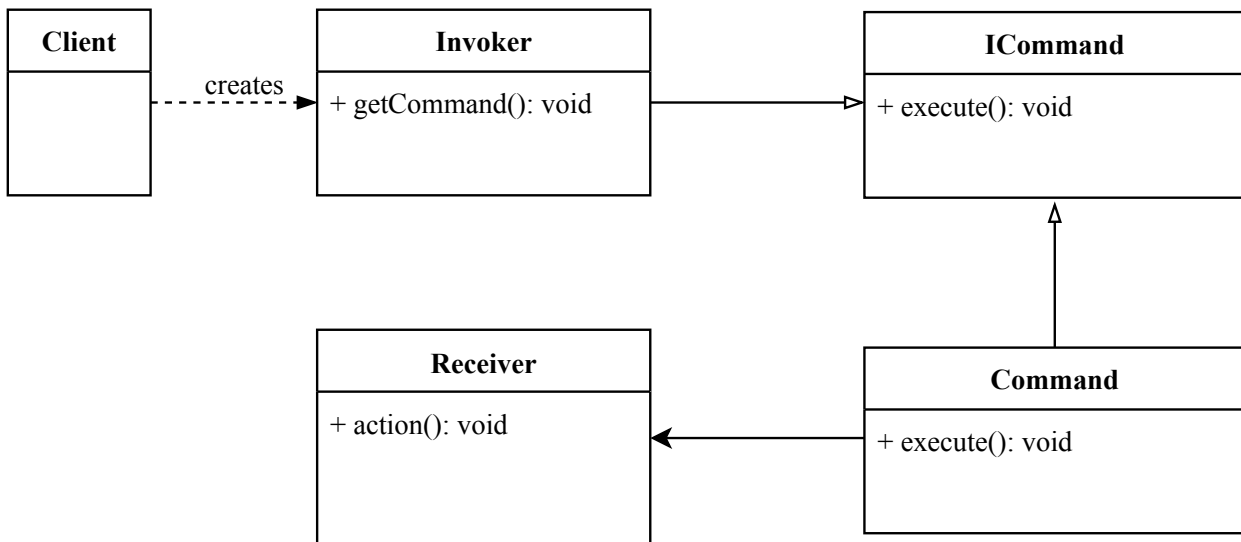 Client
creates
Invoker
+ getCommand(): void
ICommand
+ execute(): void
Receiver
+ action(): void
Command
+ execute(): void